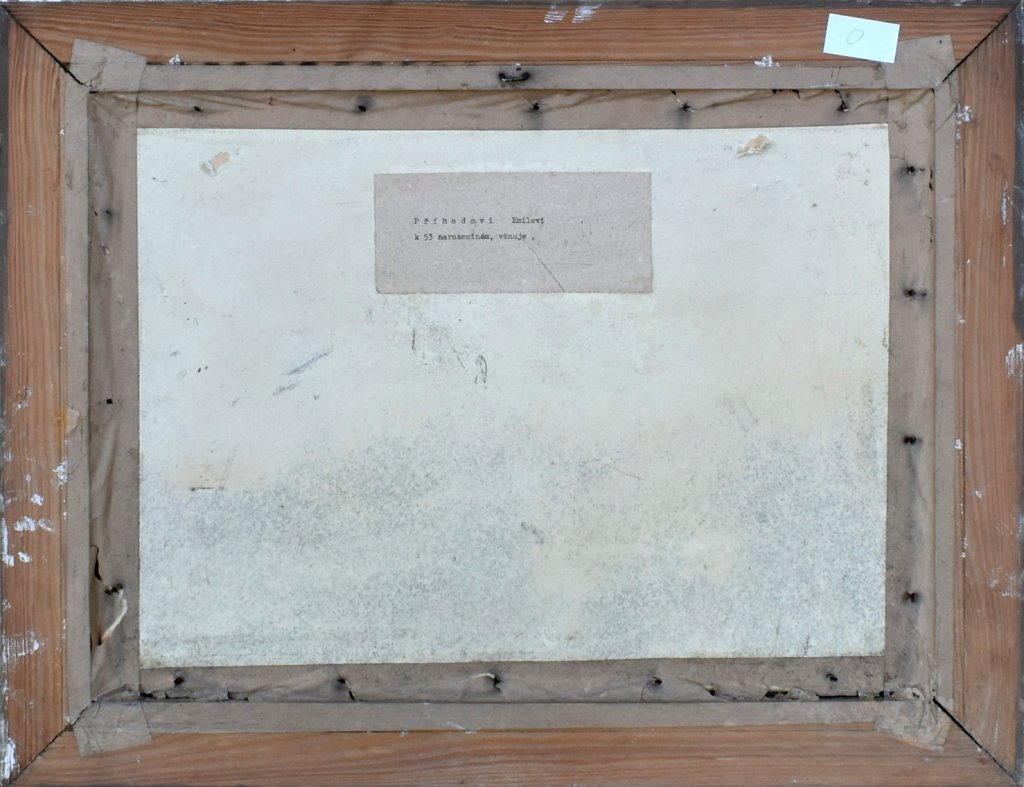 O
Příhodovi Emilovi
k 53 narozeninám, věnuje .